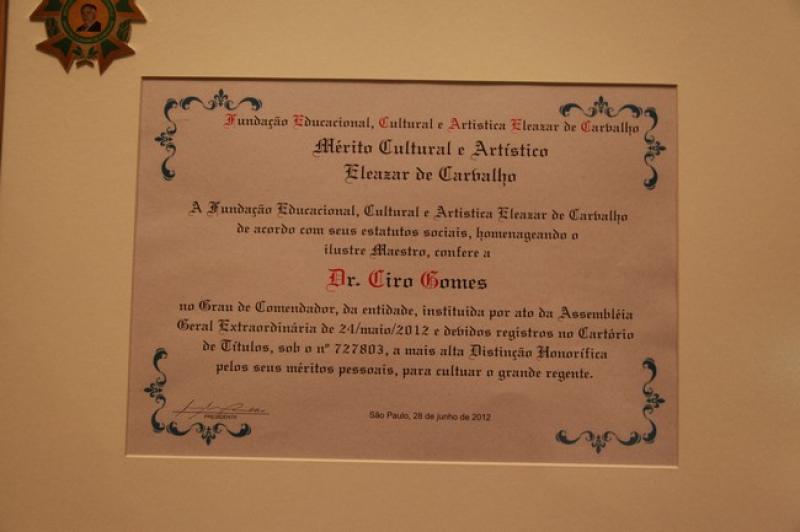 Fundação Educacional, Cultural e Artistica Eleazar de Carvalho
Mérito Cultural e Artístico
Eleazar de Carvalho
A Fundação Educacional, Cultural e Artistica Eleazar de Carvalho
de acordo com seus estatutos sociais, homenageando o
ilustre Maestro, confere a
Dr. Ciro Gomes
no Grau de Comendador, da entidade, instituida por ato da Assembléia
Geral Extraordinária de 24/maio/2012 e debidos registros no Cartório
de Títulos, sob o nº 727803, a mais alta Distinção Honorífica
pelos seus méritos pessoais, para cultuar o grande regente.
PRESIDENTE
São Paulo, 28 de junho de 2012